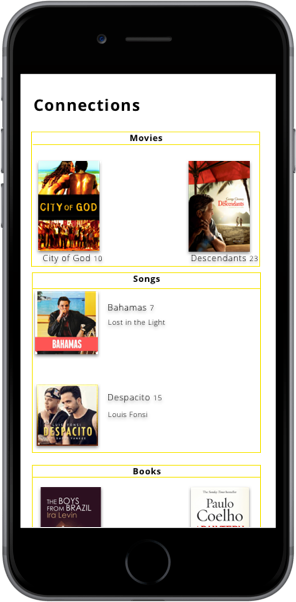 Connections
Movies
CITY OF GOD
Descendants
City of God 10
Descendants 23
Songs
BAHAMAS
Bahamas 7
Lost in the Light
DESPACITO
Despacito 15
Louis Fonsi
Books
THE BOYS
FROM BRAZIL
Ira Levin
Paulo
Coelho